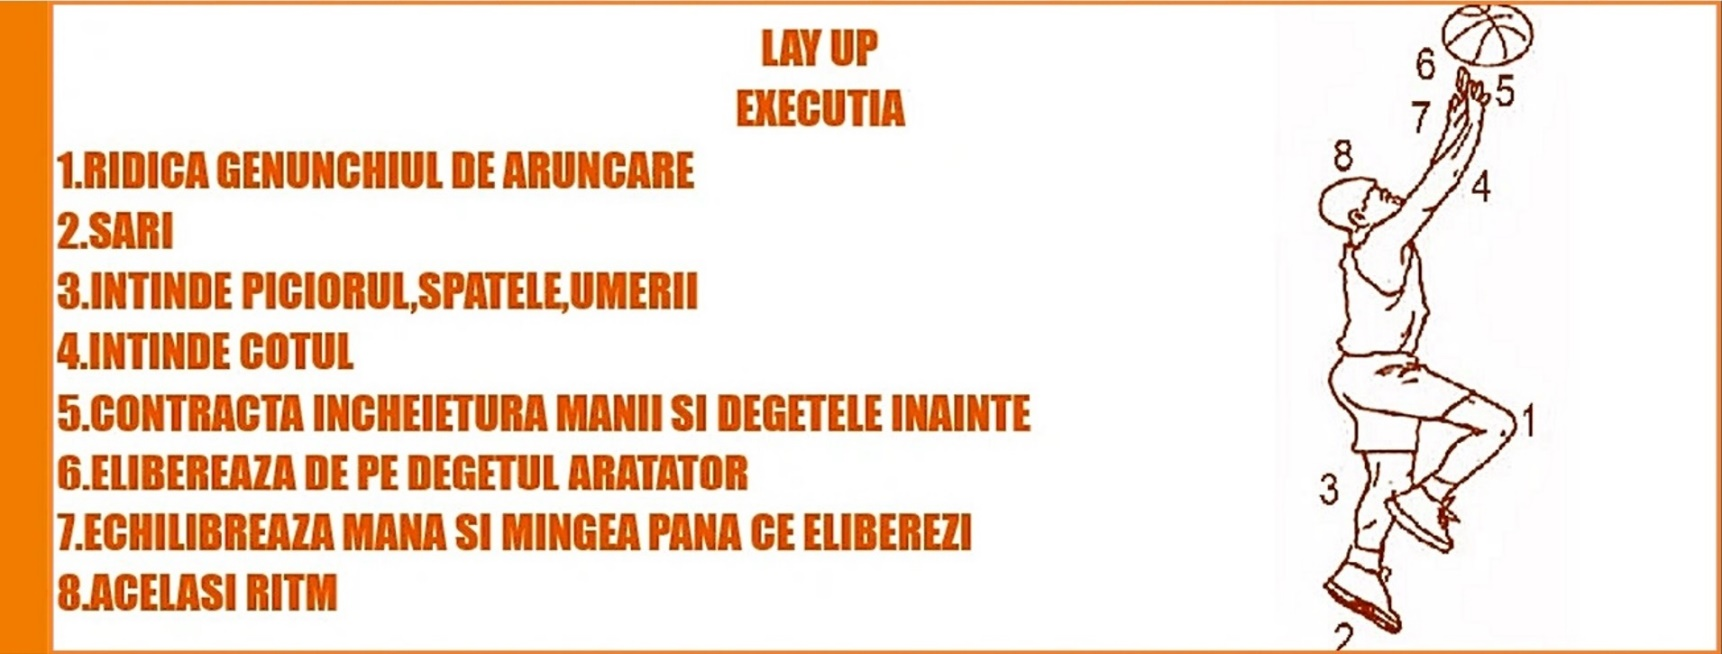 LAY UP
EXECUTIA
1.RIDICA GENUNCHIUL DE ARUNCARE
2.SARI
3.INTINDE PICIORUL,SPATELE,UMERII
4.INTINDE COTUL
5.CONTRACTA INCHEIETURA MANII SI DEGETELE INAINTE
6.ELIBEREAZA DE PE DEGETUL ARATATOR
7.ECHILIBREAZA MANA SI MINGEA PANA CE ELIBEREZI
8.ACELASI RITM
6
5
7
8
4
1
3
2